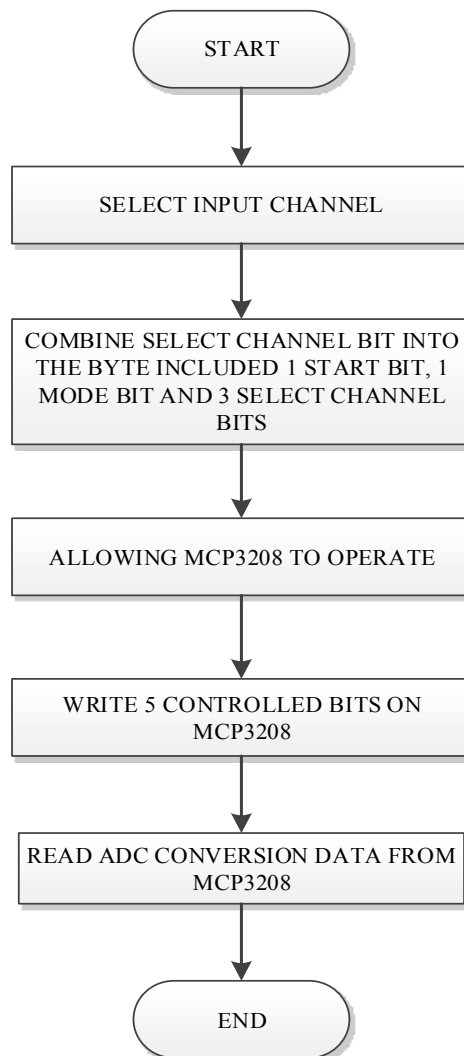 START
SELECT INPUT CHANNEL
COMBINE SELECT CHANNEL BIT INTO
THE BYTE INCLUDED 1 START BIT, 1
MODE BIT AND 3 SELECT CHANNEL
BITS
ALLOWING MCP3208 TO OPERATE
WRITE 5 CONTROLLED BITS ON
MCP3208
READ ADC CONVERSION DATA FROM
MCP3208
END